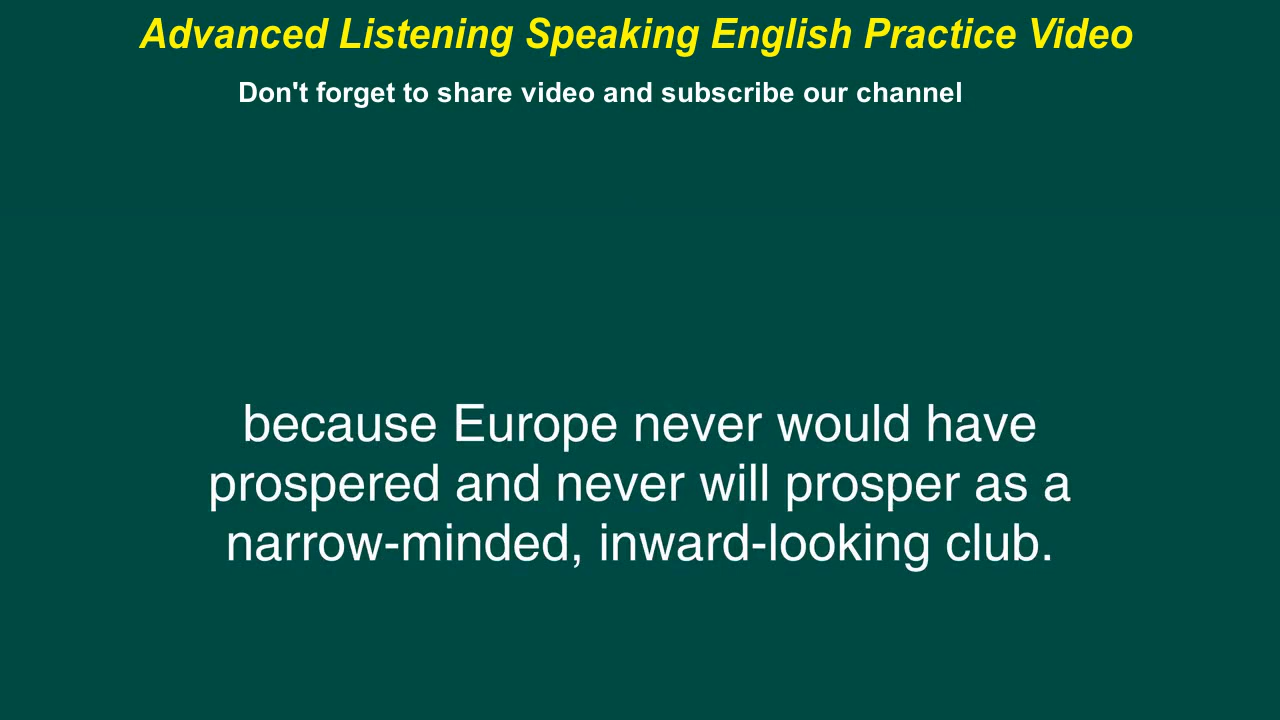 Advanced Listening Speaking English Practice Video
Don't forget to share video and subscribe our channel
because Europe never would have
prospered and never will prosper as a
narrow-minded, inward-looking club.